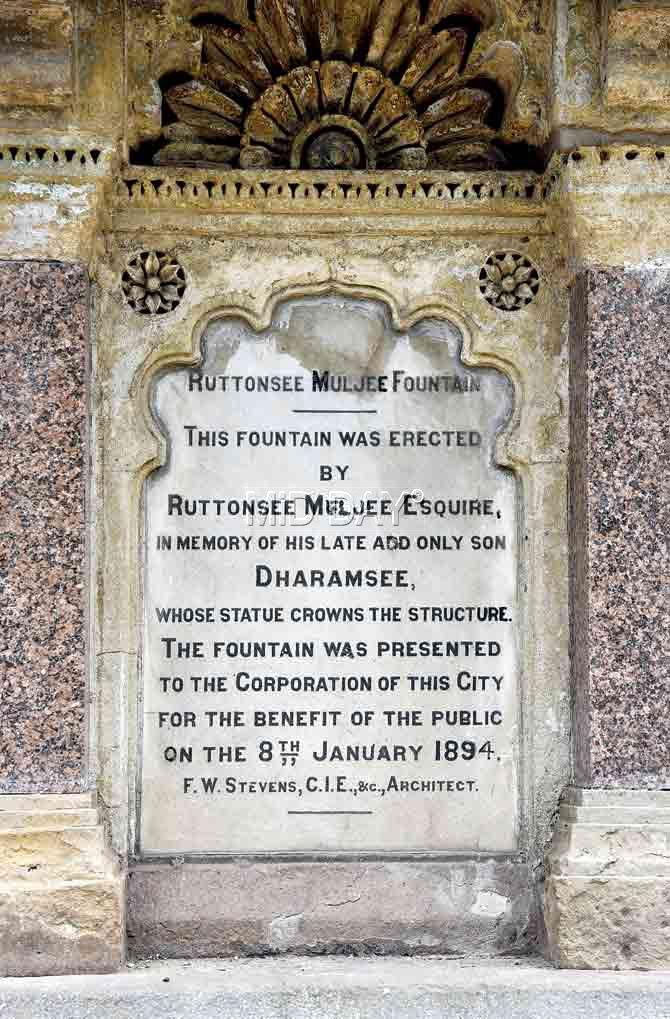 RUTTONSEE MULJEE FOUNTAIN
THIS FOUNTAIN WAS ERECTED
BY
RUTTONSEE MULJEE ESQUIRE,
MiD DAY
IN MEMORY OF HIS LATE ADD ONLY SON
DHARAMSEE,
WHOSE STATUE CROWNS THE STRUCTURE.
THE FOUNTAIN WAS PRESENTED
TO THE CORPORATION OF THIS CITY
FOR THE BENEFIT OF THE PUBLIC
ON THE 8TH JANUARY 1894.
F. W. STEVENS, C.I.E., &C., ARCHITECT.